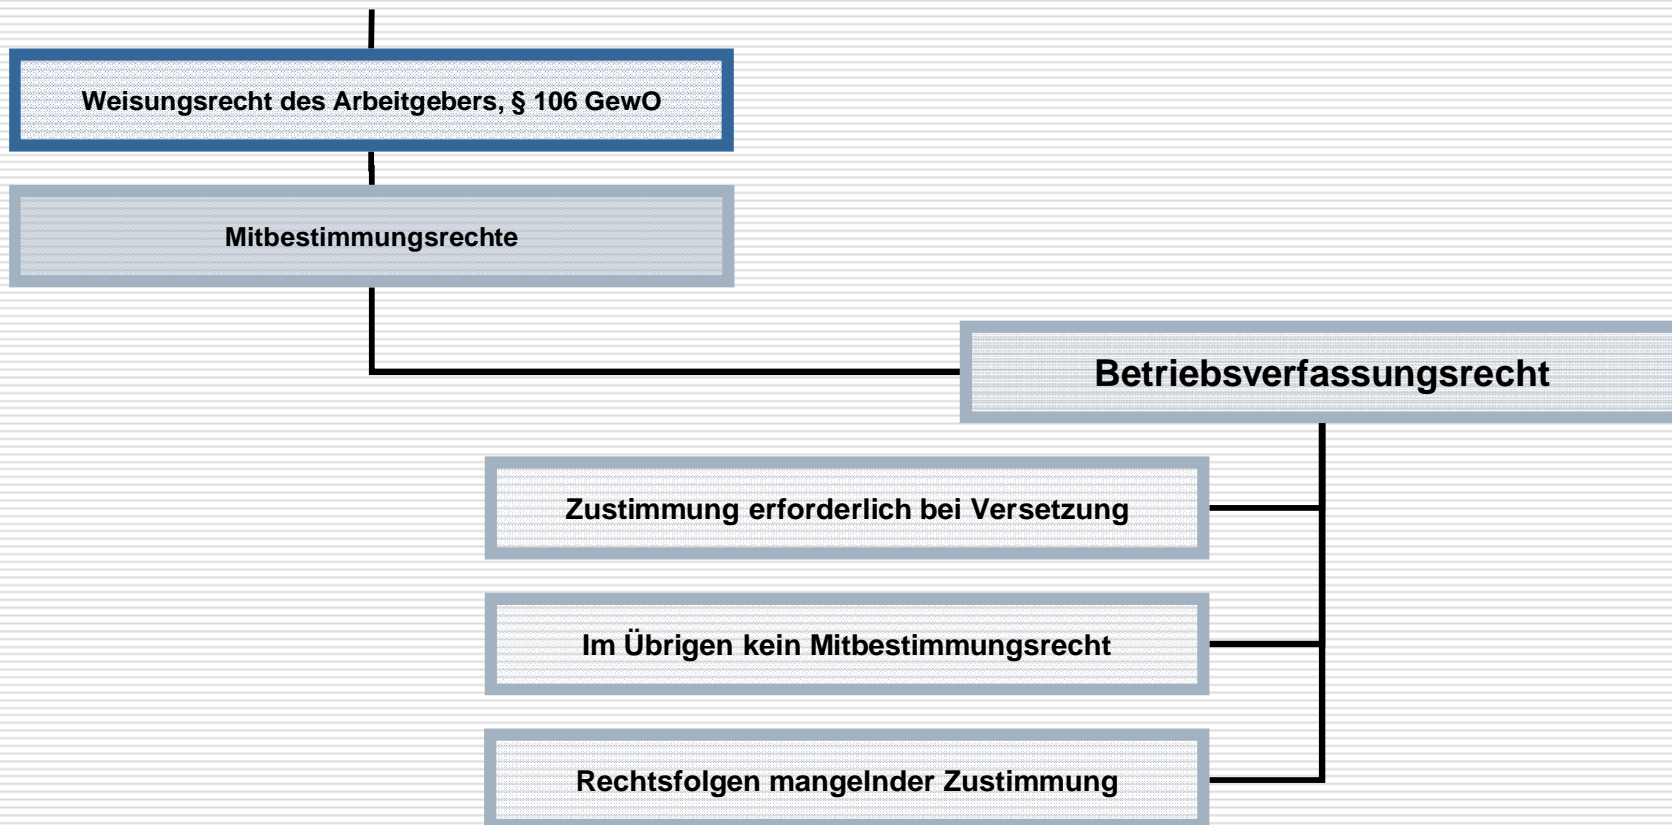 Weisungsrecht des Arbeitgebers, § 106 GewO
Mitbestimmungsrechte
Betriebsverfassungsrecht
Zustimmung erforderlich bei Versetzung
Im Übrigen kein Mitbestimmungsrecht
Rechtsfolgen mangelnder Zustimmung